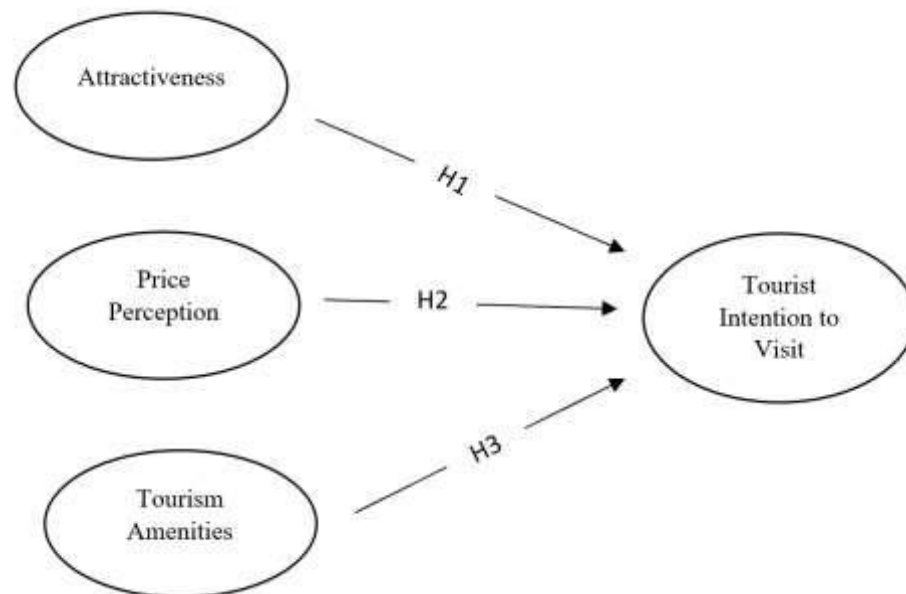 Attractiveness
H1
Price
Perception
H2
Tourist
Intention to
Visit
H3
Tourism
Amenities